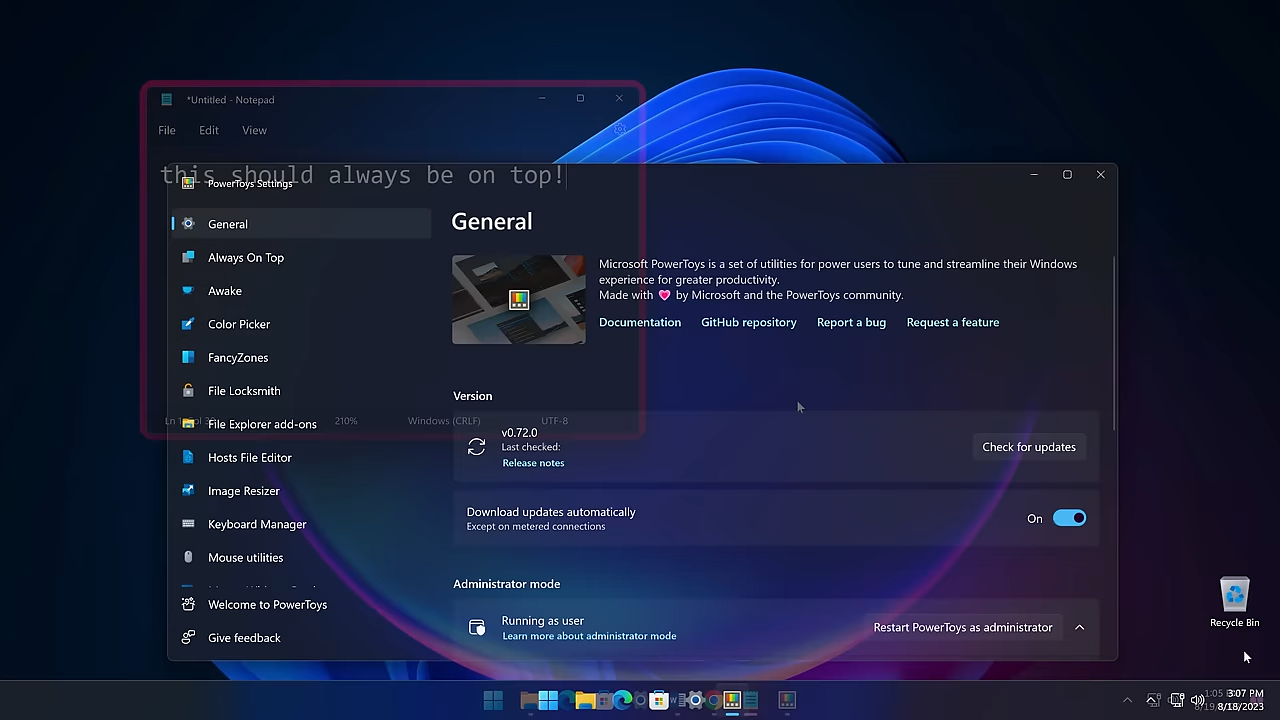 *Untitled - Notepad
File Edit View
this should always be on top!
PowerToys Settings
General
Always On Top
Awake
Color Picker
FancyZones
File Locksmith
File Explorer add-ons
Hosts File Editor
Image Resizer
Keyboard Manager
Mouse utilities
Welcome to PowerToys
Give feedback
210% Windows (CRLF) UTF-8
General
Microsoft PowerToys is a set of utilities for power users to tune and streamline their Windows
experience for greater productivity.
Made with 💗 by Microsoft and the PowerToys community.
Documentation GitHub repository Report a bug Request a feature
Version
v0.72.0
Last checked:
Release notes
Check for updates
Download updates automatically
Except on metered connections
On
Administrator mode
Running as user
Learn more about administrator mode
Restart PowerToys as administrator
Recycle Bin
3:07 PM
8/18/2023